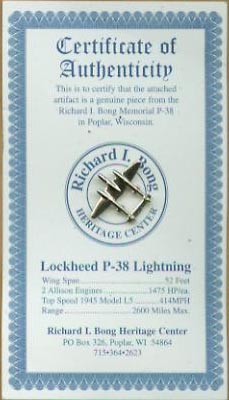 Certificate of
Authenticity
This is to certify that the attached
artifact is a genuine piece from the
Richard I. Bong Memorial P-38
in Poplar, Wisconsin.
Richard I. Bong
HERITAGE CENTER
Lockheed P-38 Lightning
Wing Span ........................ 52 Feet
2 Allison Engines .................. 1475 HP/ea.
Top Speed 1945 Model L5 ......... 414MPH
Range ........................ 2600 Miles Max.
Richard I. Bong Heritage Center
PO Box 326, Poplar, WI 54864
715•364•2623